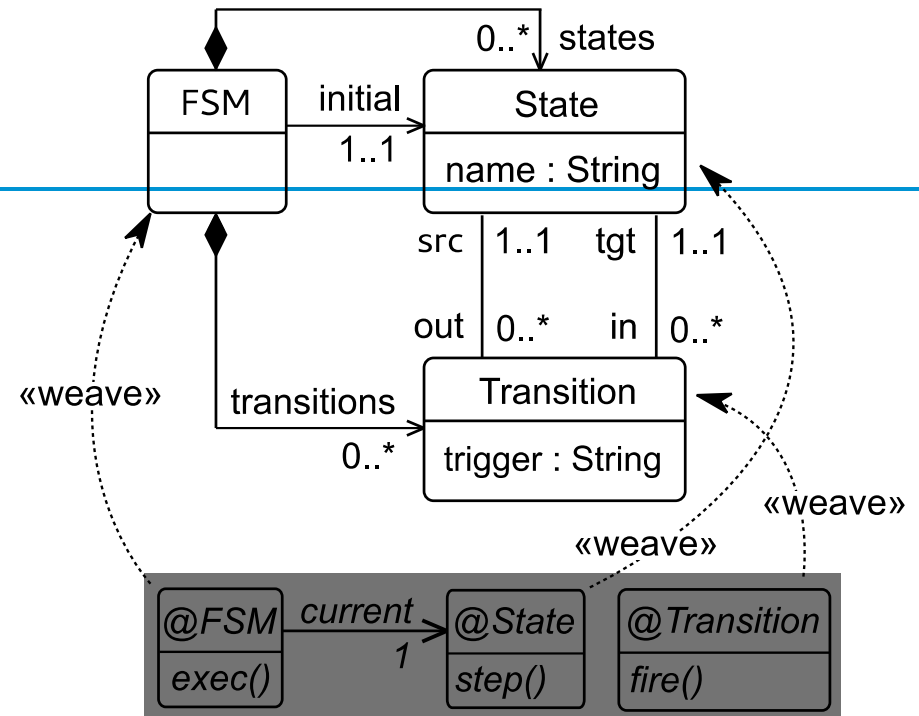 0..* states
FSM
initial
1..1
State
name : String
src 1..1 tgt 1..1
out 0..* in 0..*
«weave»
transitions
0..*
Transition
trigger : String
«weave»
«weave»
@FSM
exec()
current
1
@State
step()
@Transition
fire()